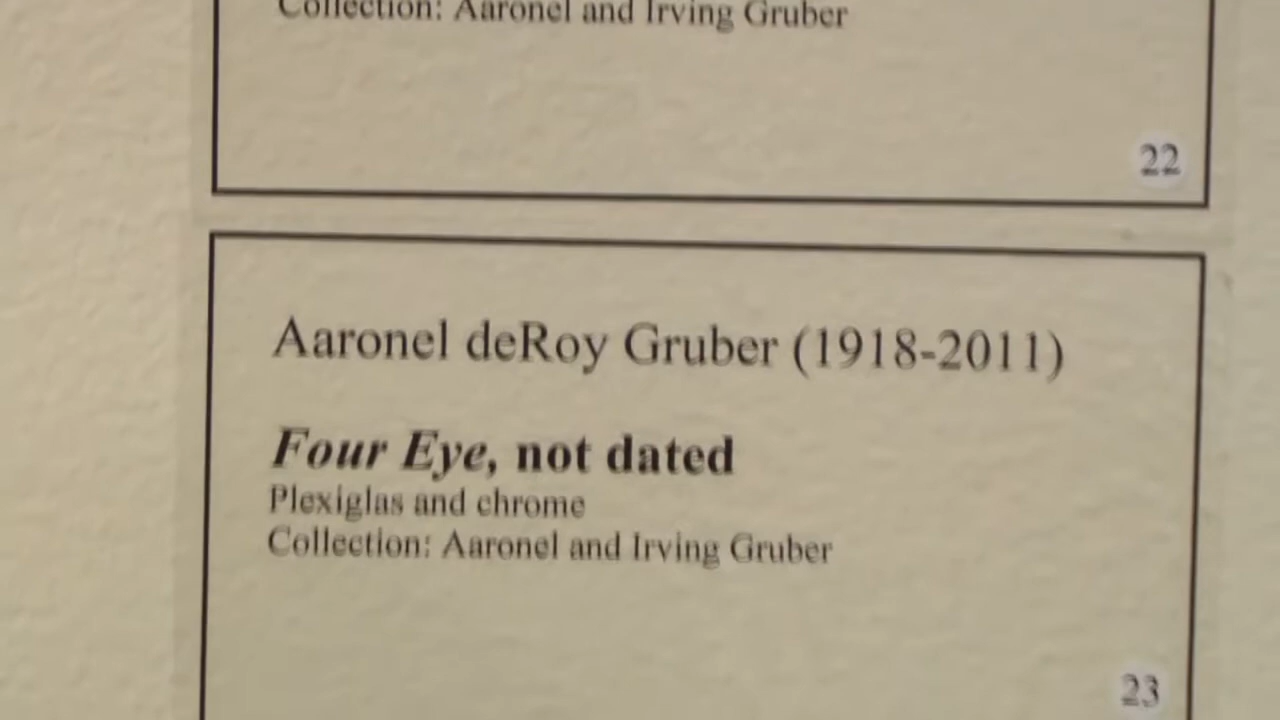 Collection: Aaronel and Irving Gruber
22
Aaronel deRoy Gruber (1918-2011)
Four Eye, not dated
Plexiglas and chrome
Collection: Aaronel and Irving Gruber
23